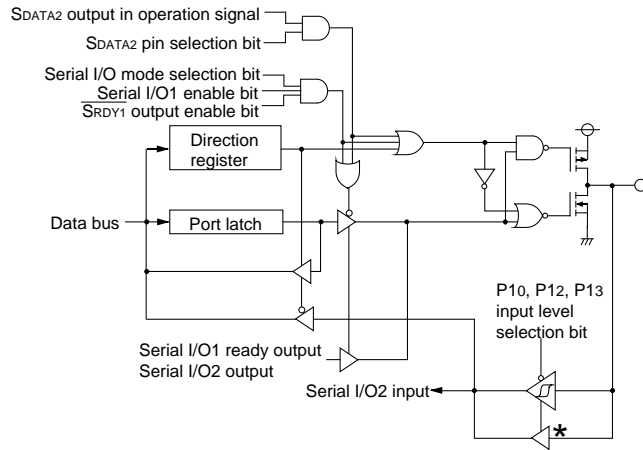 SDATA2 output in operation signal
SDATA2 pin selection bit
Serial I/O mode selection bit
Serial I/O1 enable bit
SRDY1 output enable bit
Direction
register
Data bus
Port latch
P10, P12, P13
input level
selection bit
Serial I/O1 ready output
Serial I/O2 output
Serial I/O2 input
*